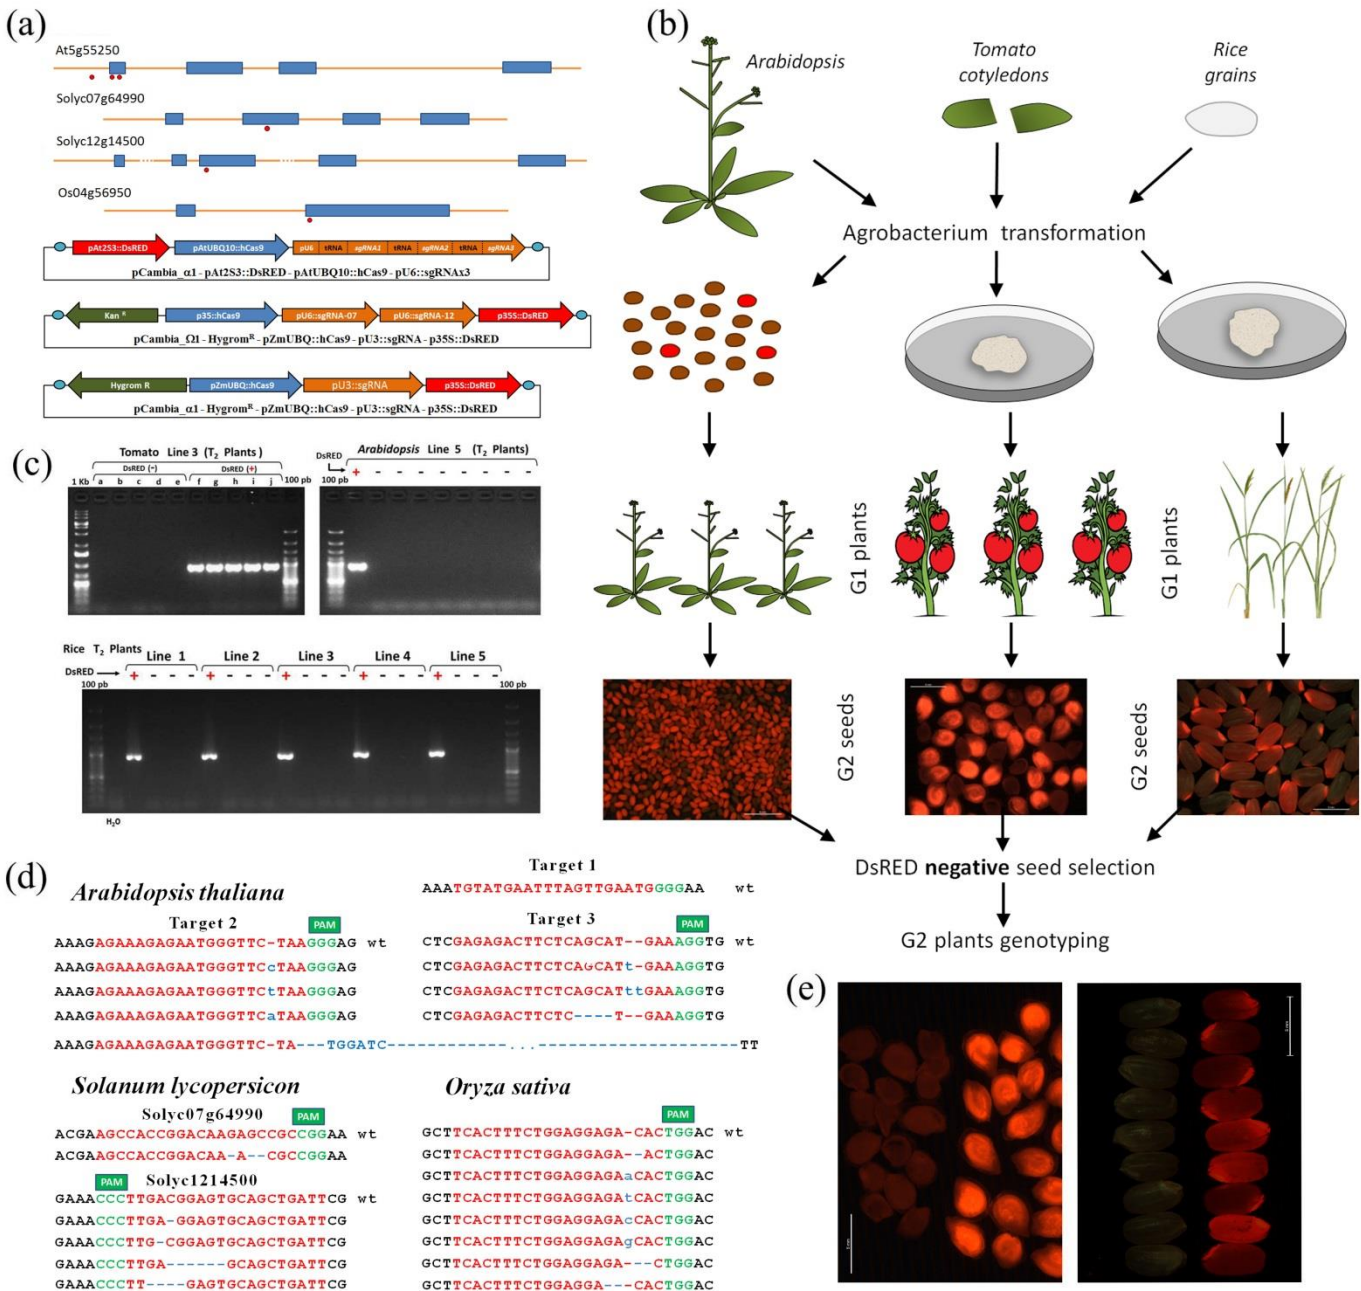 (a)
At5g55250
Solyc07g64990
Solyc12g14500
Os04g56950
pAt2S3::DsRED pAtUBQ10::hCas9 pU6 tRNA sgRNA1 tRNA sgRNA2 tRNA sgRNA3
pCambia_α1 - pAt2S3::DsRED - pAtUBQ10::hCas9 - pU6::sgRNAx3
Kan R p35::hCas9 pU6::sgRNA-07 pU6::sgRNA-12 p35S::DsRED
pCambia_Ω1 - HygromR - pZmUBQ::hCas9 - pU3::sgRNA - p35S::DsRED
Hygrom R pZmUBQ::hCas9 pU3::sgRNA p35S::DsRED
pCambia_α1 - HygromR - pZmUBQ::hCas9 - pU3::sgRNA - p35S::DsRED
(b)
Arabidopsis
Tomato
cotyledons
Rice
grains
Agrobacterium transformation
G1 plants
G1 plants
G2 seeds
G2 seeds
DsRED negative seed selection
G2 plants genotyping
(c)
Tomato Line 3 (T2 Plants)
DsRED (-) DsRED (+)
1 Kb a b c d e f g h i j 100 pb
Arabidopsis Line 5 (T2 Plants)
DsRED
+ - - - - - - - -
100 pb
Rice T2 Plants
Line 1 Line 2 Line 3 Line 4 Line 5
DsRED + - - - + - - - + - - - + - - - + - - -
100 pb 100 pb
H2O
(d)
Arabidopsis thaliana
Target 1
AAATGTATGAATTTAGTTGAATGGGGAA wt
Target 2 PAM
AAAGAGAAAGAGAATGGGTTC-TAAGGGAG wt
AAAGAGAAAGAGAATGGGTTCcTAAGGGAG
AAAGAGAAAGAGAATGGGTTCtTAAGGGAG
AAAGAGAAAGAGAATGGGTTCaTAAGGGAG
AAAGAGAAAGAGAATGGGTTC-TA---TGGATC------------...-----------------------TT
Target 3 PAM
CTCGAGAGACTTCTCAGCAT--GAAAGGTG wt
CTCGAGAGACTTCTCAGCATt-GAAAGGTG
CTCGAGAGACTTCTCAGCATttGAAAGGTG
CTCGAGAGACTTCTC----T--GAAAGGTG
Solanum lycopersicon
Solyc07g64990 PAM
ACGAAGCCACCGGACAAGAGCCGCCGGAA wt
ACGAAGCCACCGGACAA-A--CGCCGGAA
PAM Solyc1214500
GAAACCCTTGACGGAGTGCAGCTGATTCG wt
GAAACCCTTGA-GGAGTGCAGCTGATTCG
GAAACCCTTG-CGGAGTGCAGCTGATTCG
GAAACCCTTGA------GCAGCTGATTCG
GAAACCCTT----GAGTGCAGCTGATTCG
Oryza sativa
PAM
GCTTCACTTTCTGGAGGAGA-CACTGGAC wt
GCTTCACTTTCTGGAGGAGA--ACTGGAC
GCTTCACTTTCTGGAGGAGAaCACTGGAC
GCTTCACTTTCTGGAGGAGAtCACTGGAC
GCTTCACTTTCTGGAGGAGAcCACTGGAC
GCTTCACTTTCTGGAGGAGAgCACTGGAC
GCTTCACTTTCTGGAGGAGA---CTGGAC
GCTTCACTTTCTGGAGGA---CACTGGAC
(e)